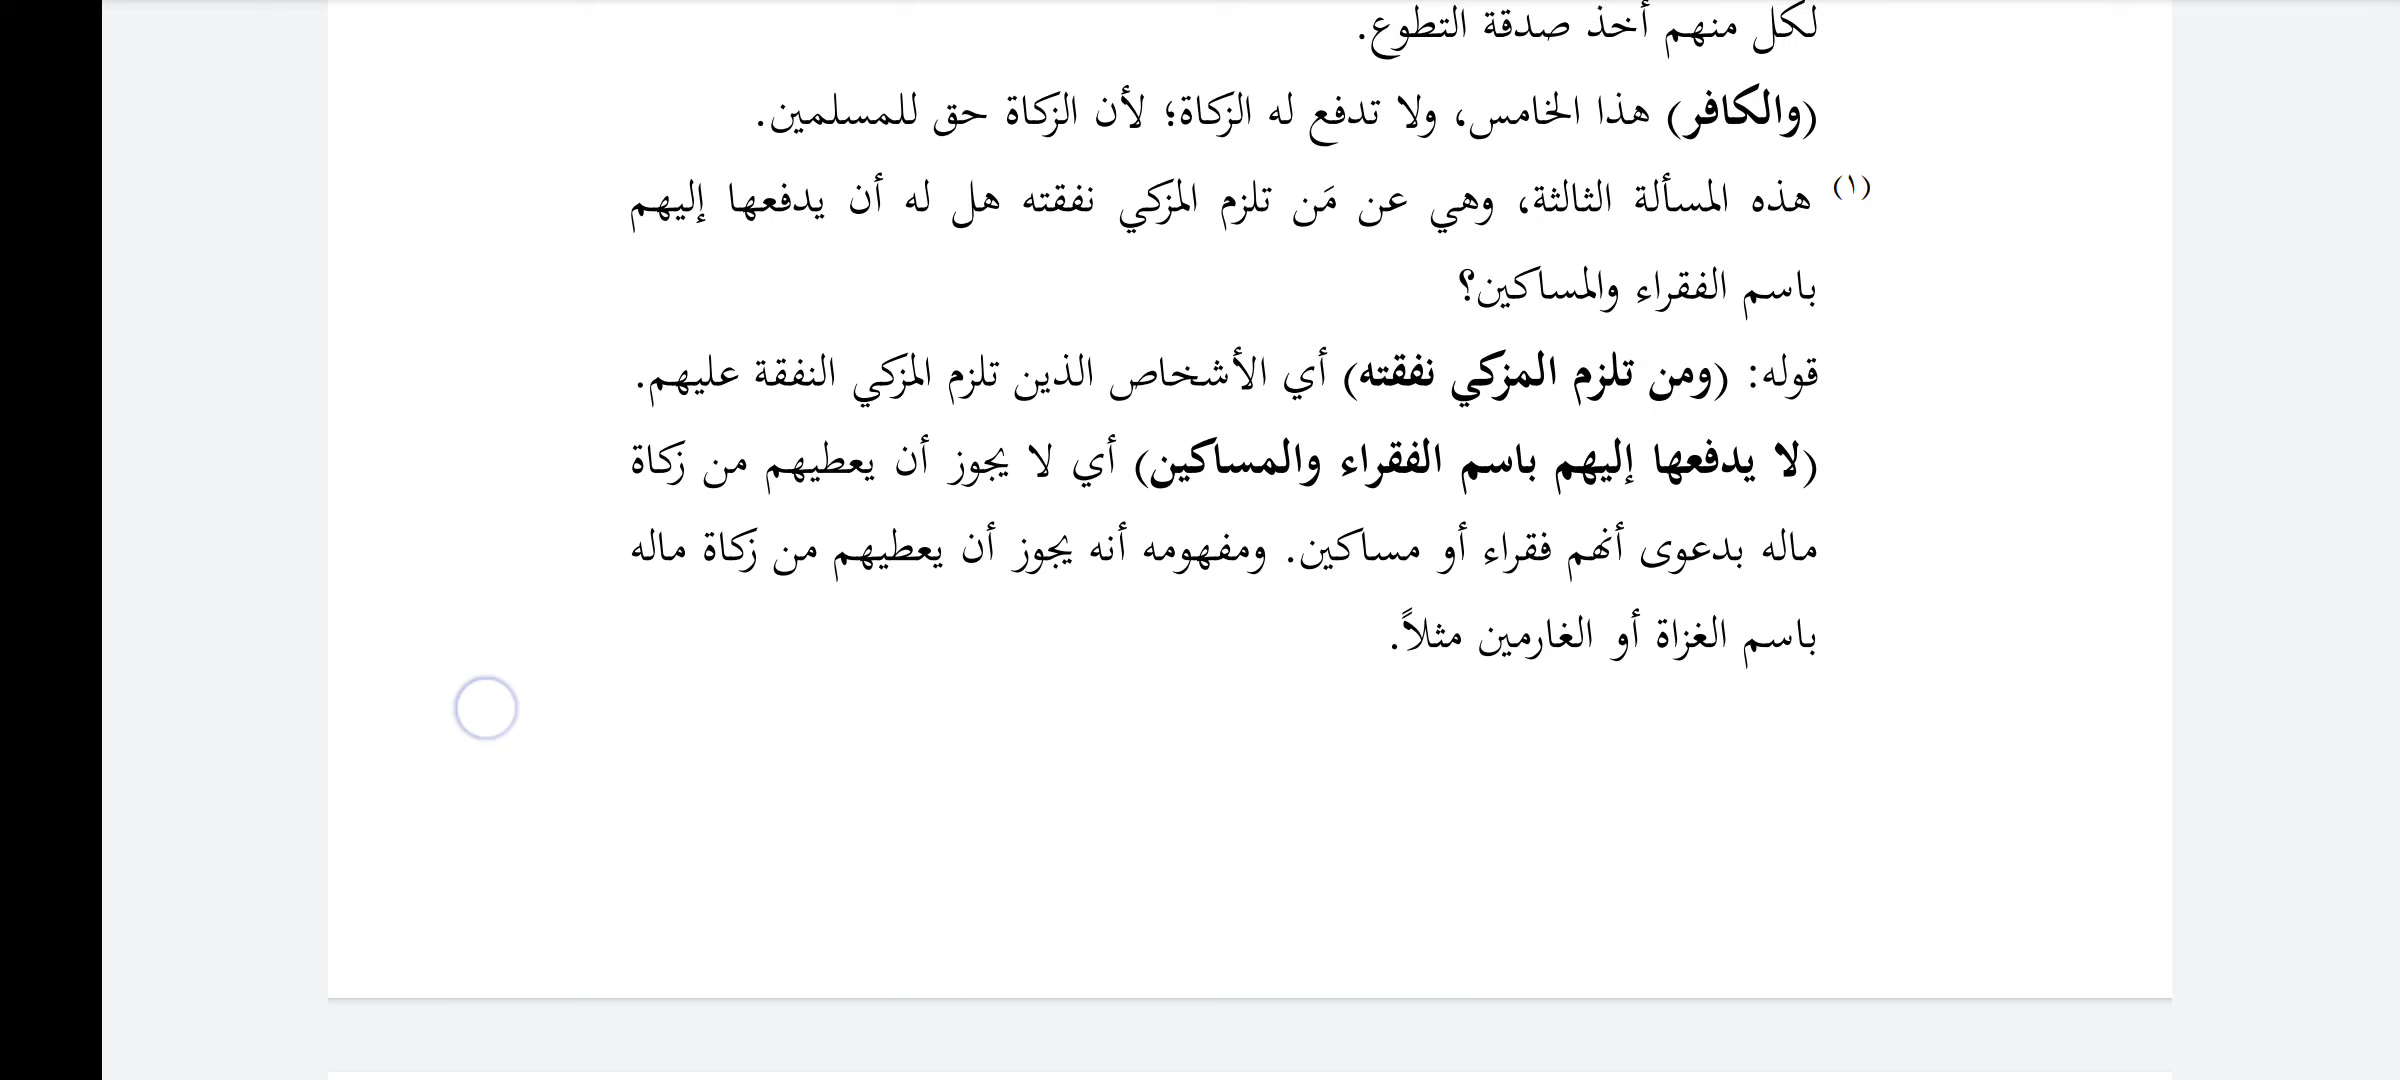 لكل منهم أخذ صدقة التطوع.
(والكافر) هذا الخامس، ولا تدفع له الزكاة؛ لأن الزكاة حق للمسلمين.
(١) هذه المسألة الثالثة، وهي عن مَن تلزم المزكي نفقته هل له أن يدفعها إليهم
باسم الفقراء والمساكين؟
قوله: (ومن تلزم المزكي نفقته) أي الأشخاص الذين تلزم المزكي النفقة عليهم.
(لا يدفعها إليهم باسم الفقراء والمساكين) أي لا يجوز أن يعطيهم من زكاة
ماله بدعوى أنهم فقراء أو مساكين. ومفهومه أنه يجوز أن يعطيهم من زكاة ماله
باسم الغزاة أو الغارمين مثلاً.